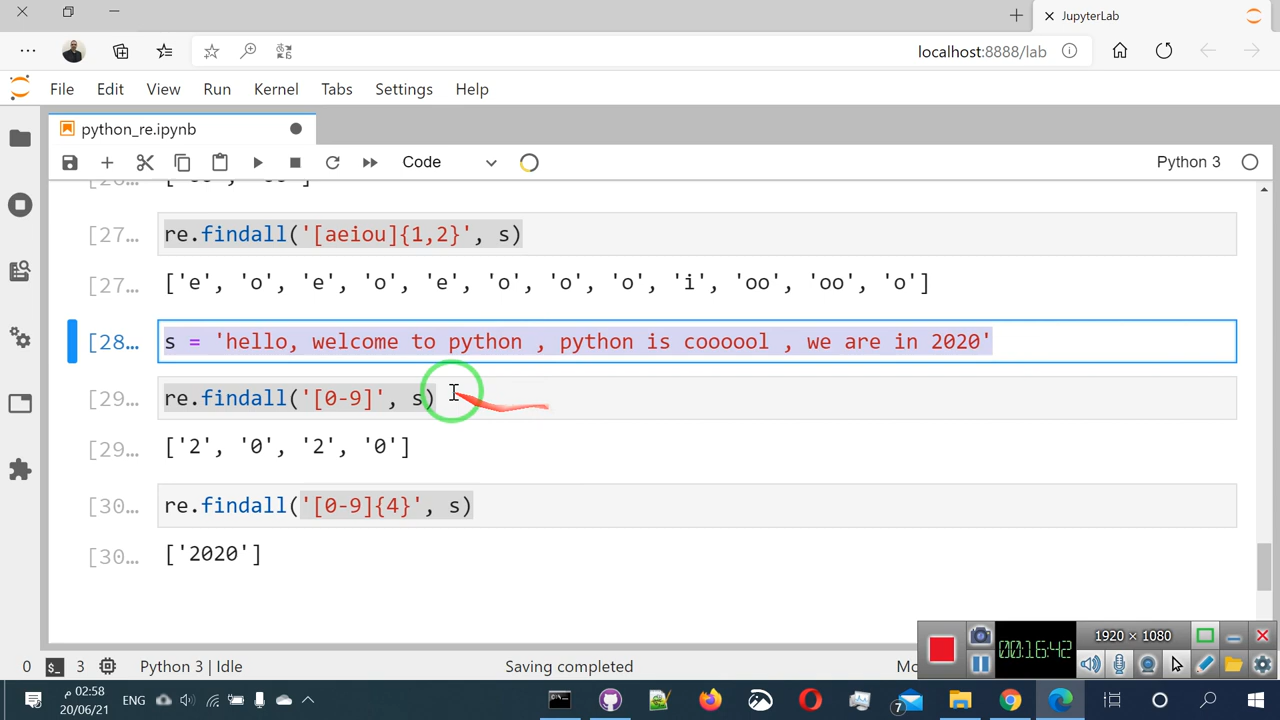 JupyterLab
localhost:8888/lab
File Edit View Run Kernel Tabs Settings Help
python_re.ipynb
Code Python 3
[27… re.findall('[aeiou]{1,2}', s)
[27… ['e', 'o', 'e', 'o', 'e', 'o', 'o', 'o', 'i', 'oo', 'oo', 'o']
[28… s = 'hello, welcome to python , python is coooool , we are in 2020'
[29… re.findall('[0-9]', s)
[29… ['2', '0', '2', '0']
[30… re.findall('[0-9]{4}', s)
[30… ['2020']
1920 × 1080
00:16:42
0 3 Python 3 | Idle Saving completed
02:58 م
ENG
20/06/21
7